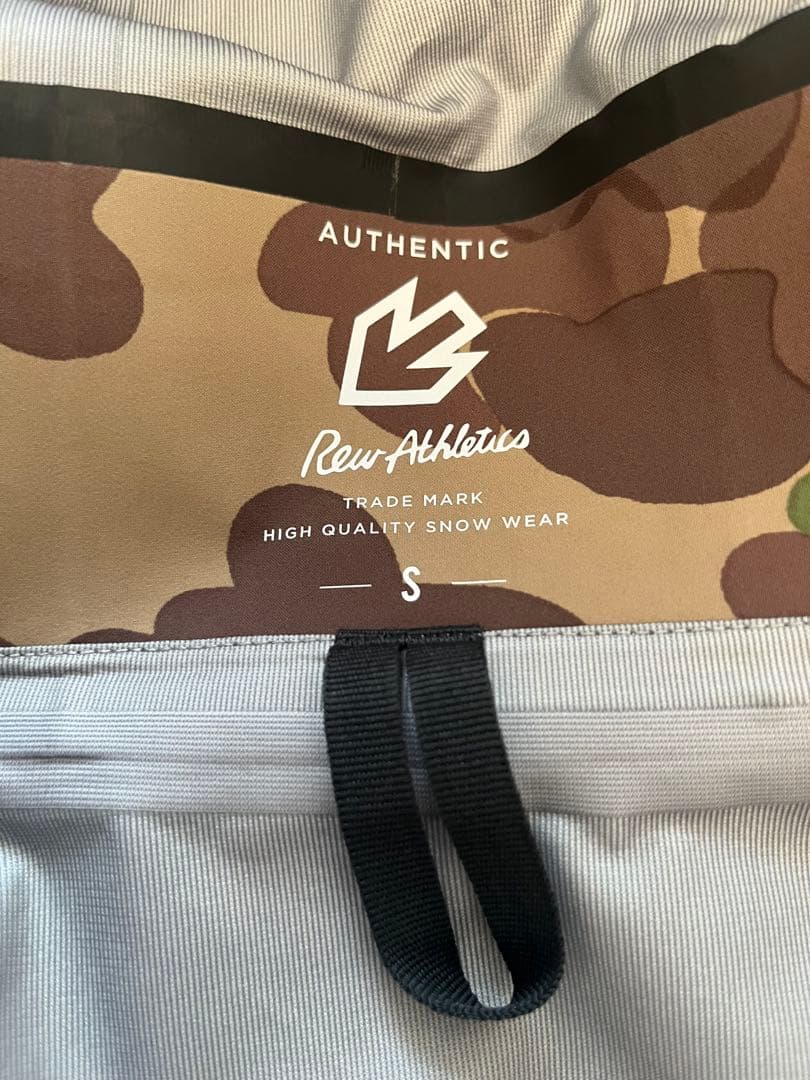 AUTHENTIC
Rew Athletics
TRADE MARK
HIGH QUALITY SNOW WEAR
S